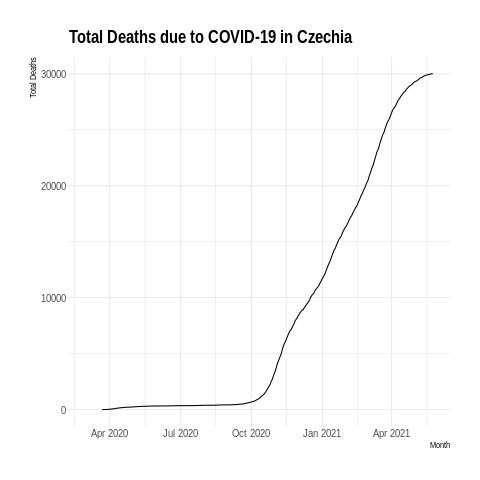 Total Deaths due to COVID-19 in Czechia
Total Deaths
30000
20000
10000
0
Apr 2020 Jul 2020 Oct 2020 Jan 2021 Apr 2021
Month